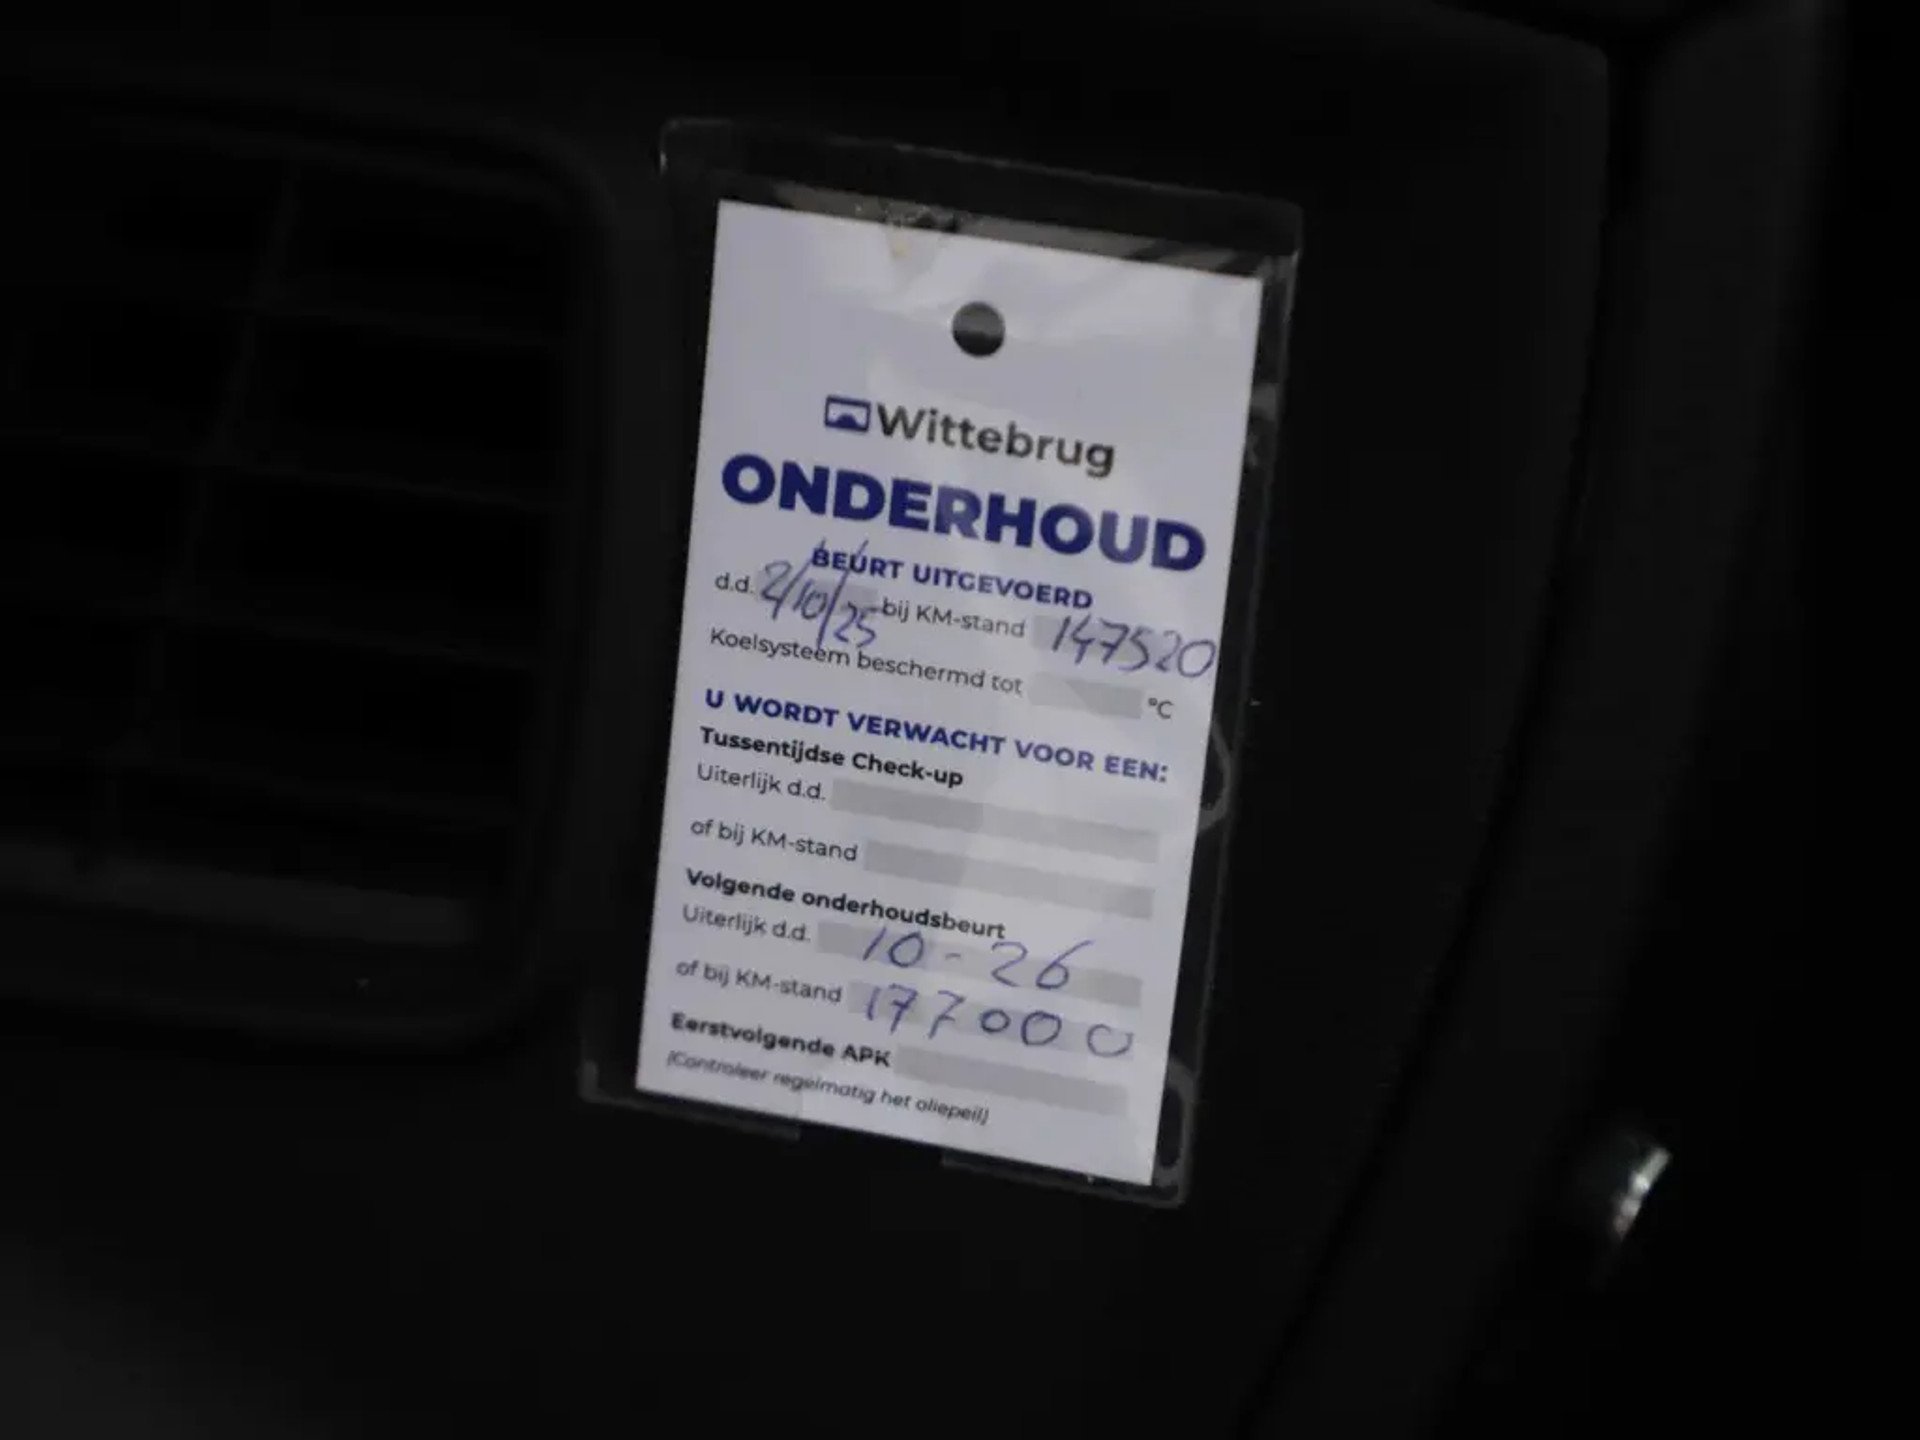 Wittebrug
ONDERHOUD
BEURT UITGEVOERD
d.d. 2/10/25 bij KM-stand 147520
Koelsysteem beschermd tot °C
U WORDT VERWACHT VOOR EEN:
Tussentijdse Check-up
Uiterlijk d.d.
of bij KM-stand
Volgende onderhoudsbeurt
Uiterlijk d.d. 10-26
of bij KM-stand 177000
Eerstvolgende APK
(Controleer regelmatig het oliepeil)